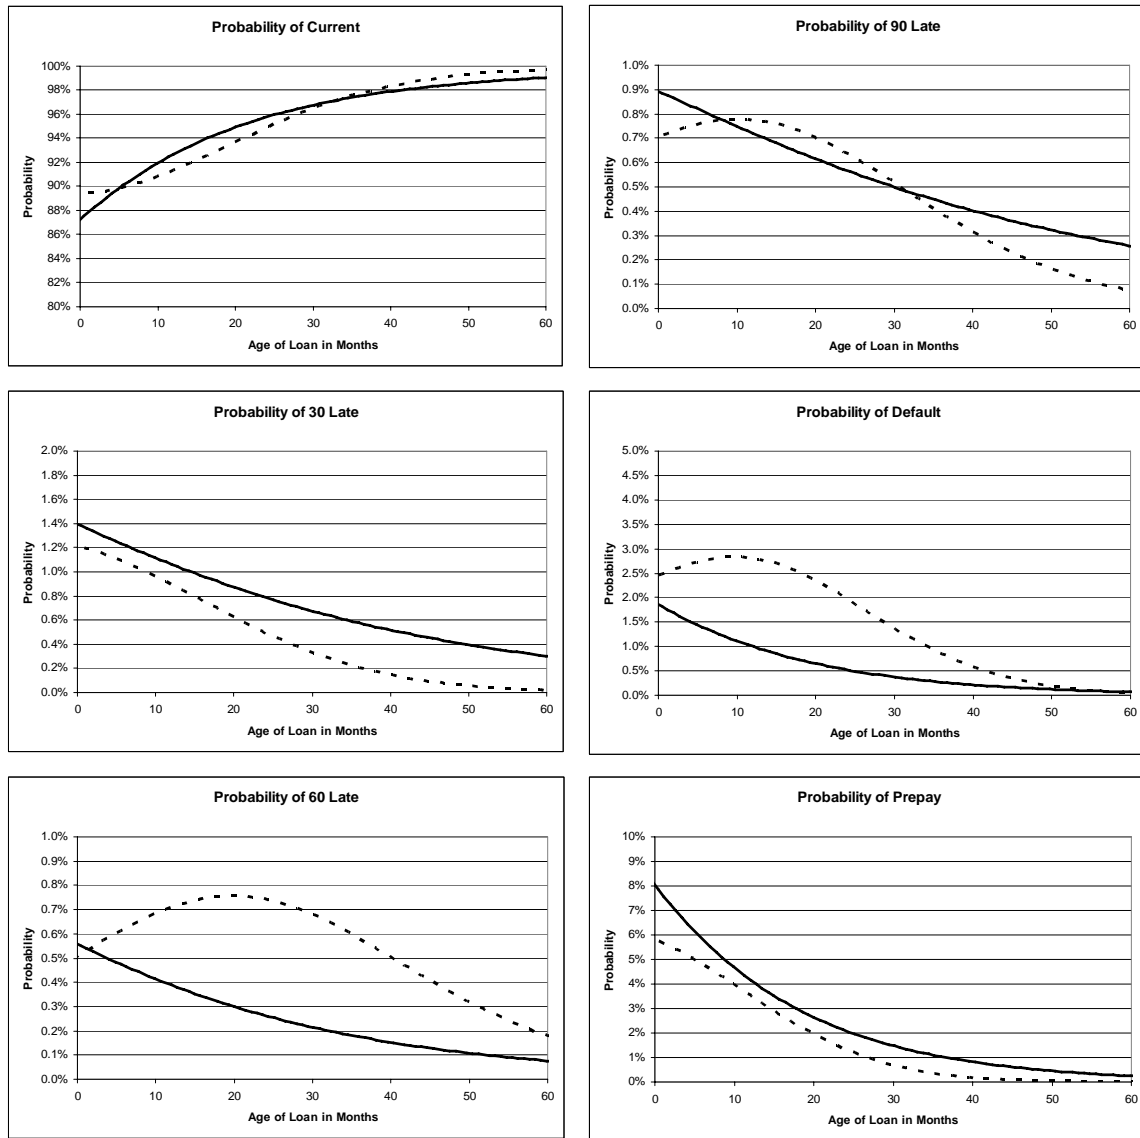 Probability of Current
100%
98%
96%
94%
92%
90%
88%
86%
84%
82%
80%
Probability
0 10 20 30 40 50 60
Age of Loan in Months
Probability of 90 Late
1.0%
0.9%
0.8%
0.7%
0.6%
0.5%
0.4%
0.3%
0.2%
0.1%
0.0%
Probability
0 10 20 30 40 50 60
Age of Loan in Months
Probability of 30 Late
2.0%
1.8%
1.6%
1.4%
1.2%
1.0%
0.8%
0.6%
0.4%
0.2%
0.0%
Probability
0 10 20 30 40 50 60
Age of Loan in Months
Probability of Default
5.0%
4.5%
4.0%
3.5%
3.0%
2.5%
2.0%
1.5%
1.0%
0.5%
0.0%
Probability
0 10 20 30 40 50 60
Age of Loan in Months
Probability of 60 Late
1.0%
0.9%
0.8%
0.7%
0.6%
0.5%
0.4%
0.3%
0.2%
0.1%
0.0%
Probability
0 10 20 30 40 50 60
Age of Loan in Months
Probability of Prepay
10%
9%
8%
7%
6%
5%
4%
3%
2%
1%
0%
Probability
0 10 20 30 40 50 60
Age of Loan in Months